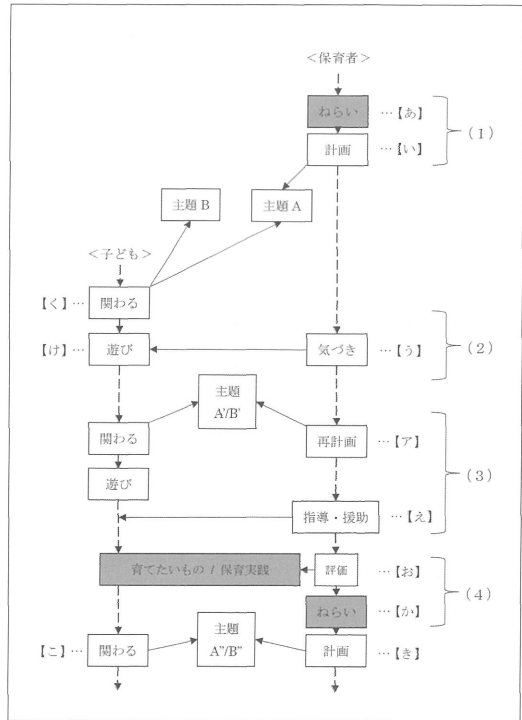 <保育者>
ねらい …【あ】
計画 …【い】
(1)
主題 B 主題 A
<子ども>
【く】… 関わる
【け】… 遊び 気づき …【う】
(2)
主題
A'/B'
関わる 再計画 …【ア】
遊び
(3)
指導・援助 …【え】
育てたいもの / 保育実践 評価 …【お】
ねらい …【か】
(4)
主題
A''/B''
【こ】… 関わる 計画 …【き】